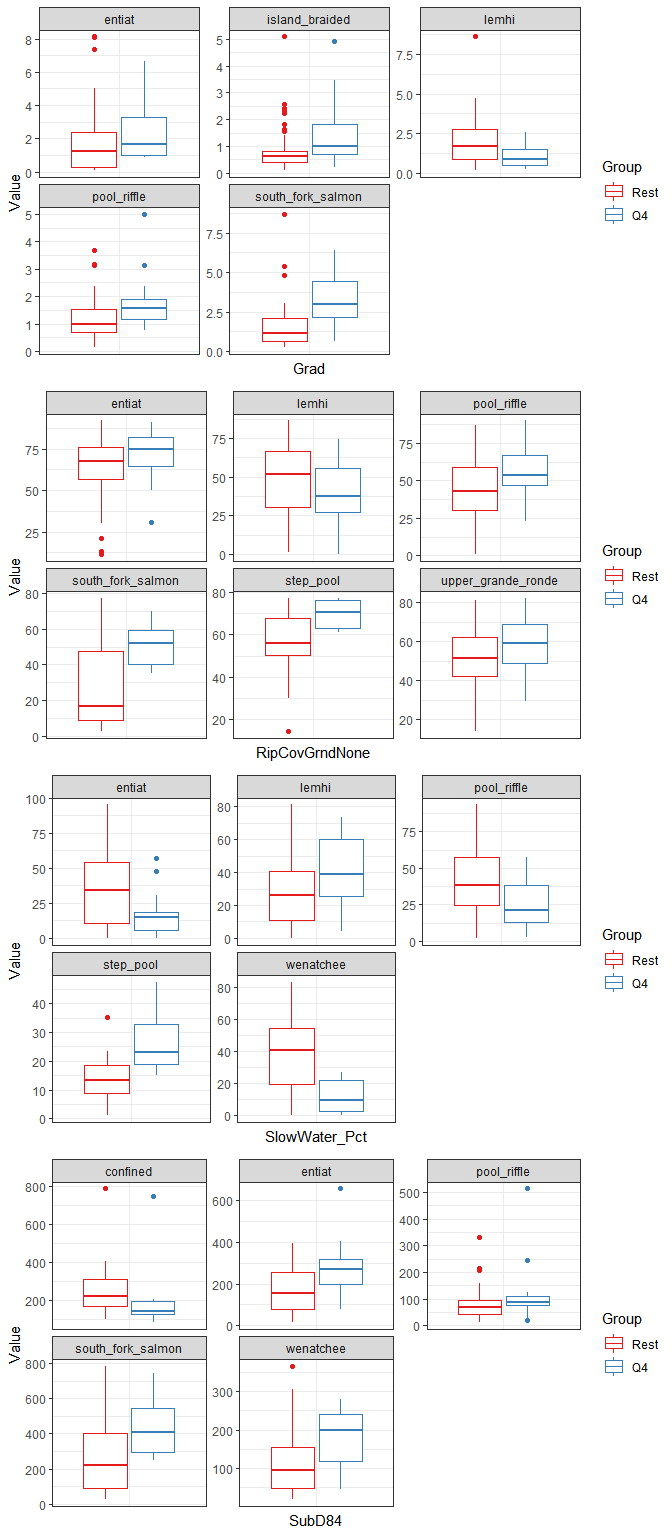 entiat island_braided lemhi
8 5 7.5
6 4
4 3 5.0
2 2 2.5
1
0 0 0.0
pool_riffle south_fork_salmon
5
4 7.5
3 5.0
2
1 2.5
0 0.0
Value
Grad
Group
Rest
Q4
entiat lemhi pool_riffle
75 75 75
50 50 50
25 25 25
0 0
south_fork_salmon step_pool upper_grande_ronde
80 80 80
60 60 60
40 40 40
20
0 20 20
Value
RipCovGrndNone
Group
Rest
Q4
entiat lemhi pool_riffle
100 80
75 60 75
50 40 50
25 20 25
0 0 0
step_pool wenatchee
40 80
30 60
20 40
10 20
0 0
Value
SlowWater_Pct
Group
Rest
Q4
confined entiat pool_riffle
800 600 500
600 400 400
400 300
200 200
200 100
0 0
south_fork_salmon wenatchee
800
600 300
400 200
200 100
0
Value
SubD84
Group
Rest
Q4